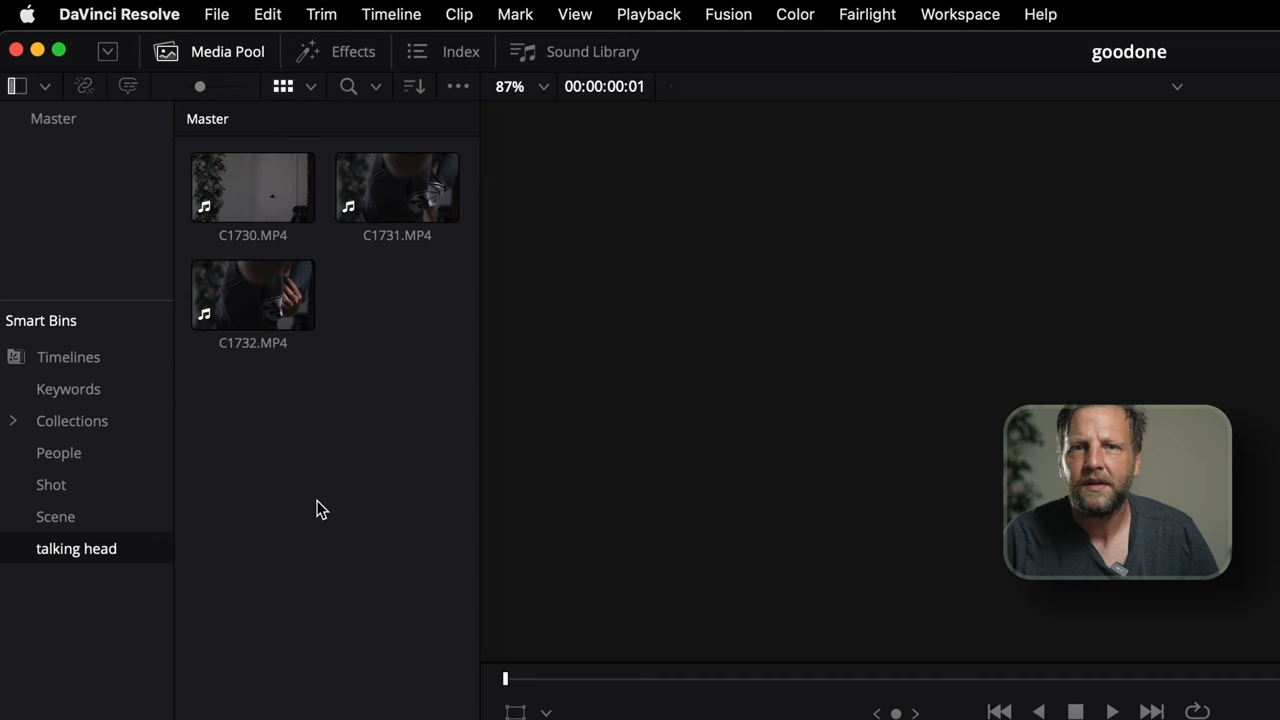 DaVinci Resolve File Edit Trim Timeline Clip Mark View Playback Fusion Color Fairlight Workspace Help
Media Pool Effects Index Sound Library goodone
87% 00:00:00:01
Master
Master
C1730.MP4 C1731.MP4
C1732.MP4
Smart Bins
Timelines
Keywords
Collections
People
Shot
Scene
talking head